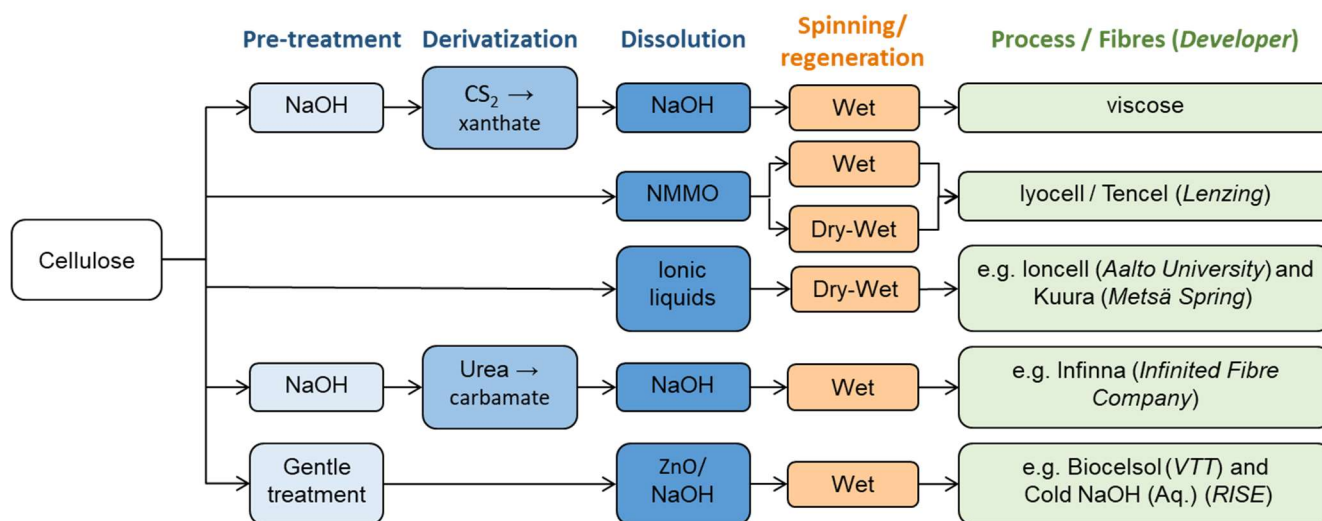 Pre-treatment
Derivatization
Dissolution
Spinning/
regeneration
Process / Fibres (Developer)
NaOH
CS₂ →
xanthate
NaOH
Wet
viscose
NMMO
Wet
Dry-Wet
lyocell / Tencel (Lenzing)
Cellulose
Ionic
liquids
Dry-Wet
e.g. Ioncell (Aalto University) and
Kuura (Metsä Spring)
NaOH
Urea →
carbamate
NaOH
Wet
e.g. Infinna (Infinited Fibre
Company)
Gentle
treatment
ZnO/
NaOH
Wet
e.g. Biocelsol (VTT) and
Cold NaOH (Aq.) (RISE)